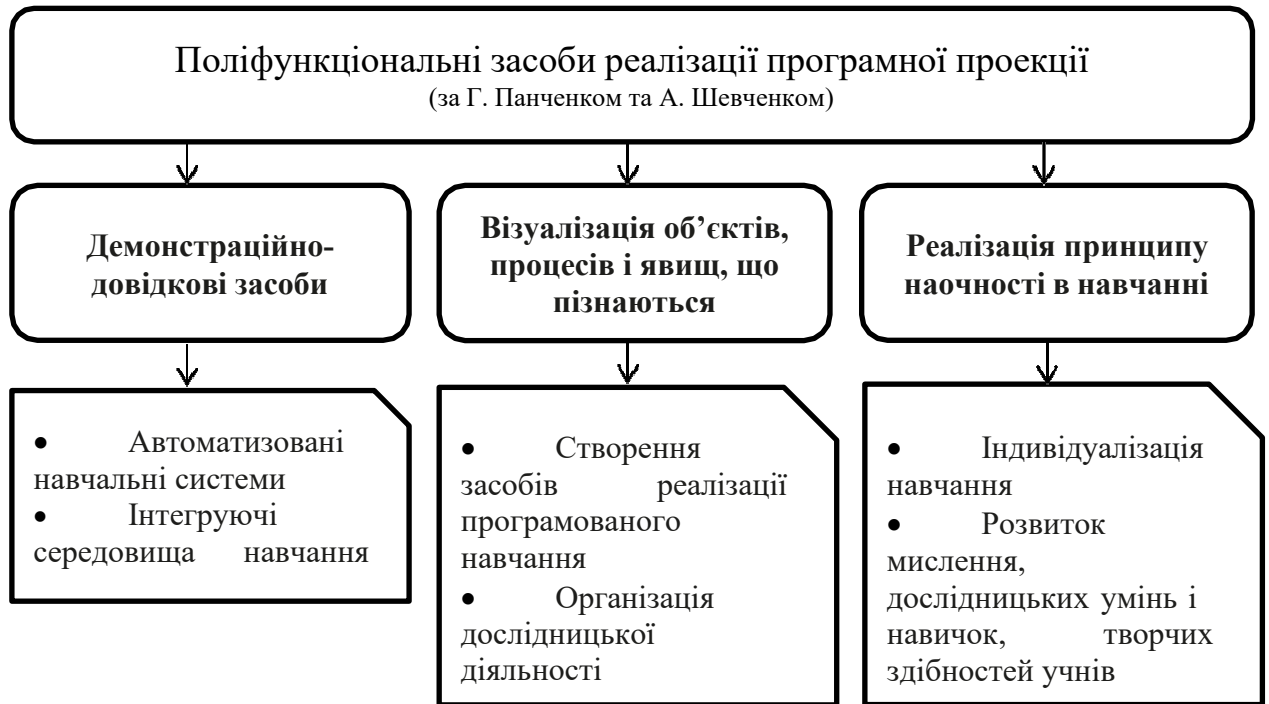 Поліфункціональні засоби реалізації програмної проекції
(за Г. Панченком та А. Шевченком)
Демонстраційно-
довідкові засоби
Візуалізація об’єктів,
процесів і явищ, що
пізнаються
Реалізація принципу
наочності в навчанні
• Автоматизовані
навчальні системи
• Інтегруючі
середовища навчання
• Створення
засобів реалізації
програмованого
навчання
• Організація
дослідницької
діяльності
• Індивідуалізація
навчання
• Розвиток
мислення,
дослідницьких умінь і
навичок, творчих
здібностей учнів